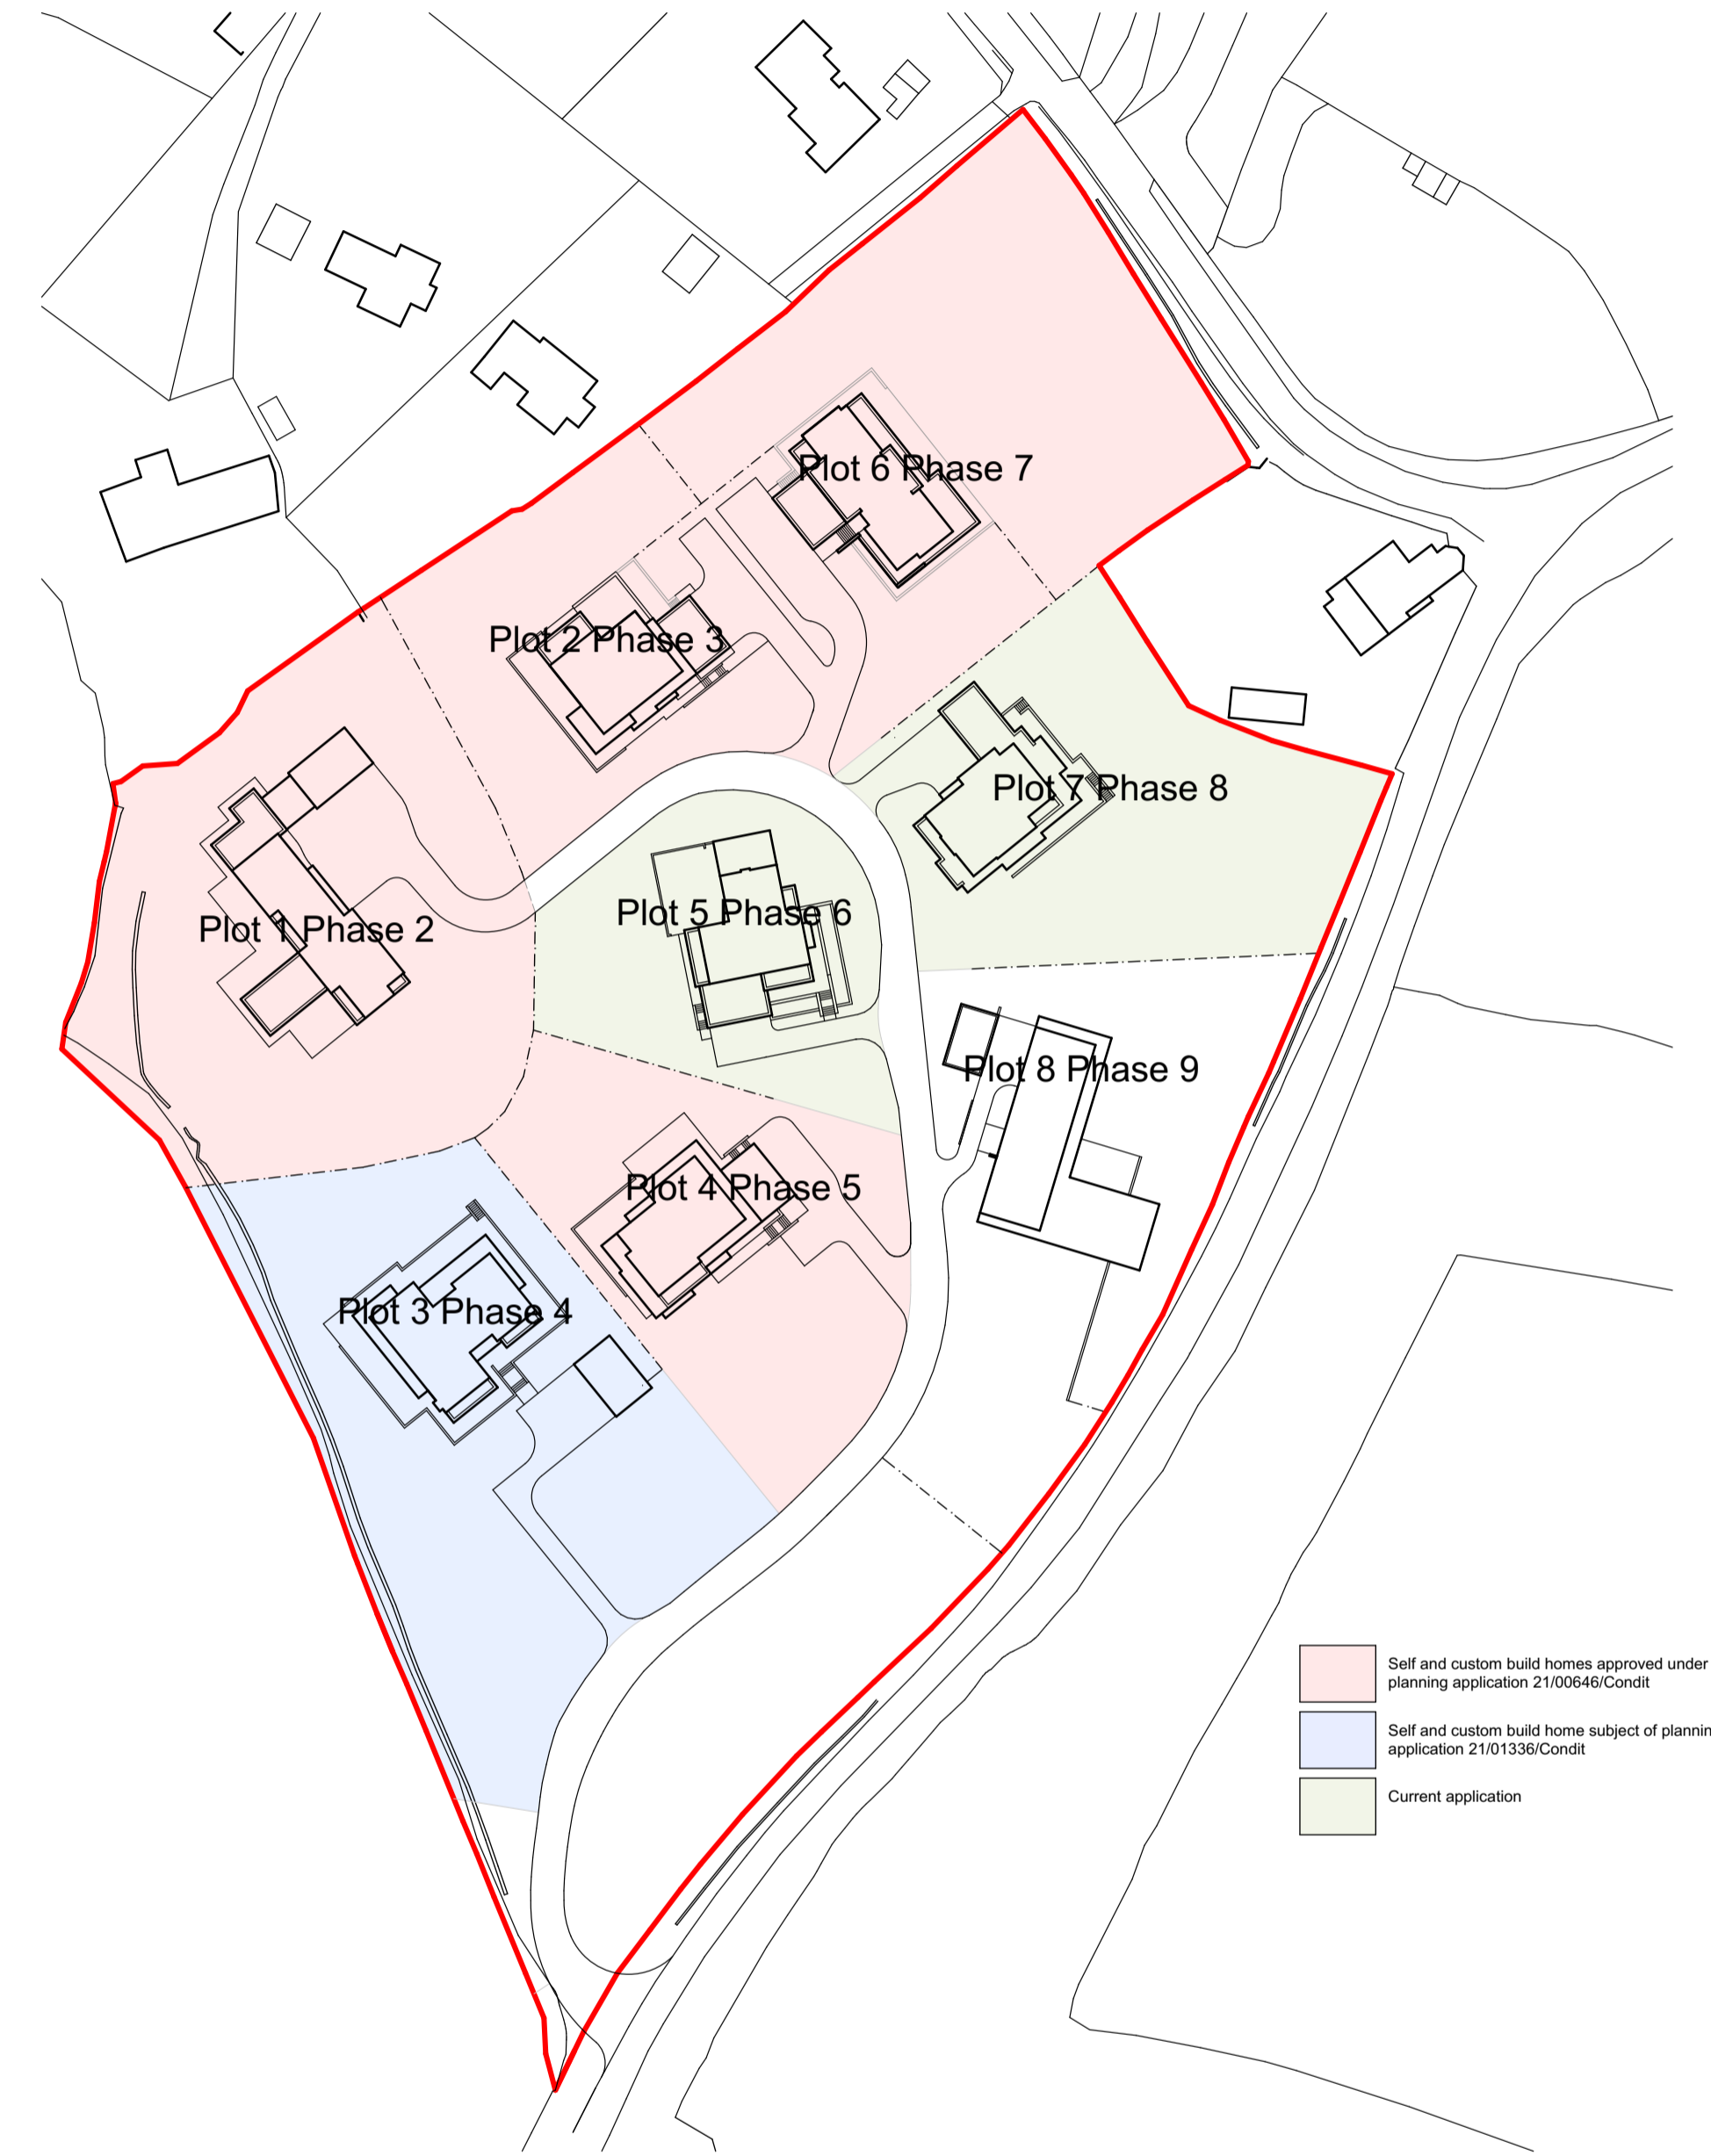 Plot 6 Phase 7
Plot 2 Phase 3
Plot 7 Phase 8
Plot 5 Phase 6
Plot 1 Phase 2
Plot 8 Phase 9
Plot 4 Phase 5
Plot 3 Phase 4
Self and custom build homes approved under
planning application 21/00646/Condit
Self and custom build home subject of plannin
application 21/01336/Condit
Current application